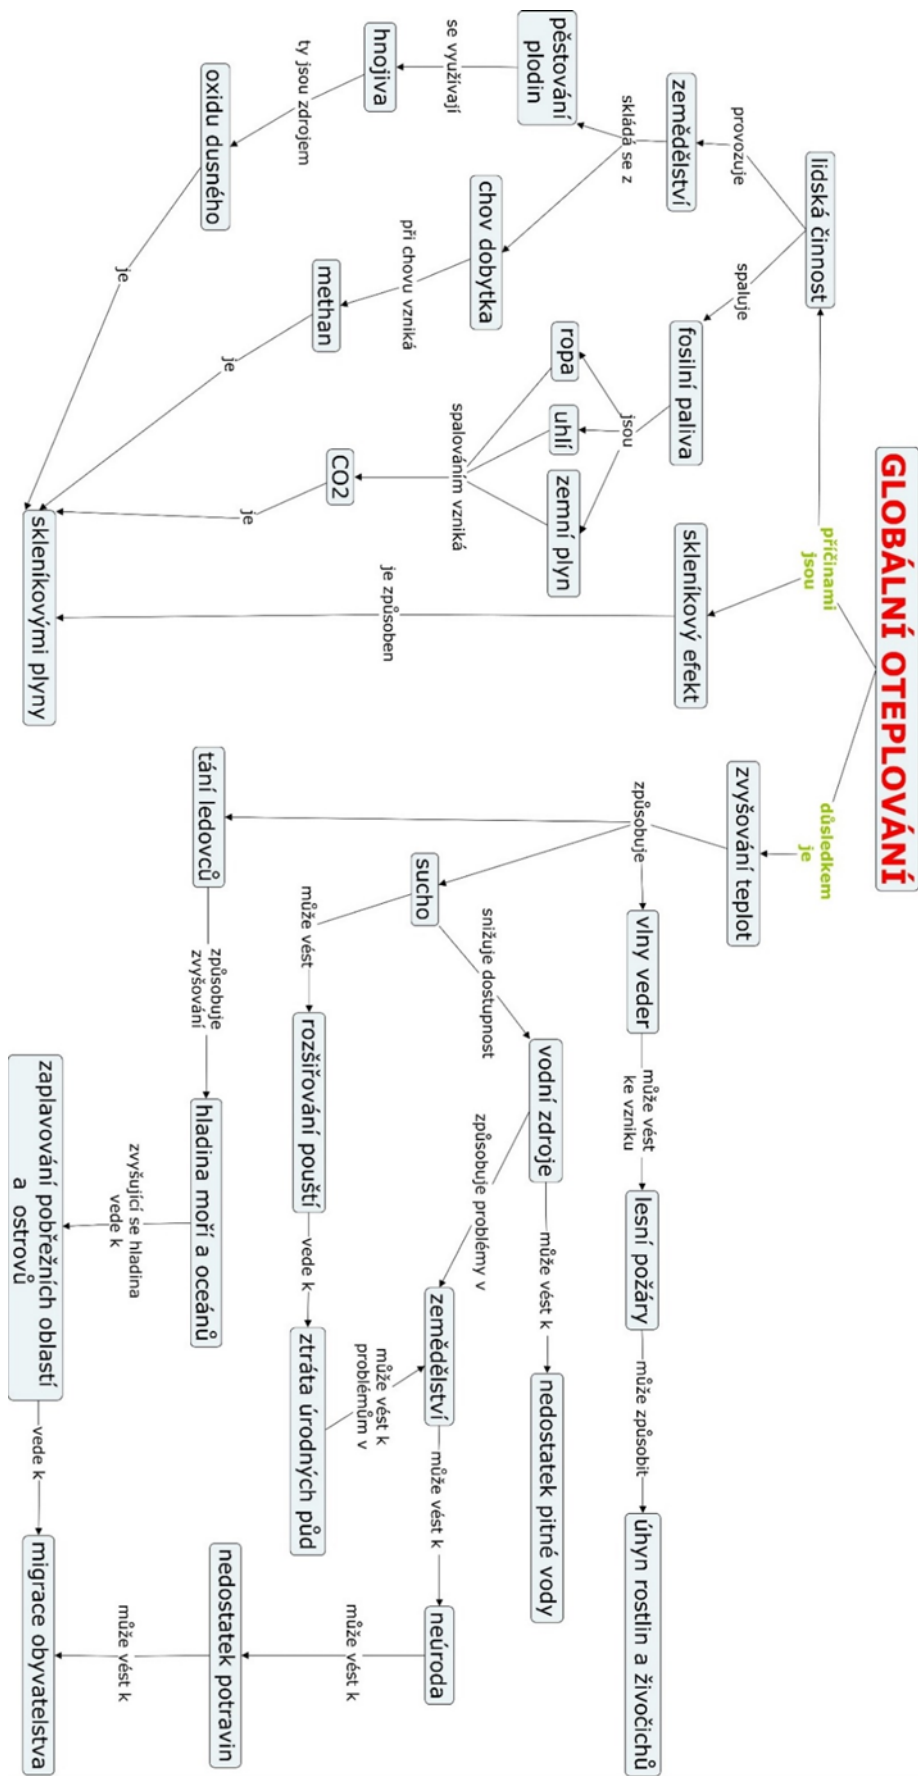 GLOBÁLNÍ OTEPLOVÁNÍ
příčinami
jsou
důsledkem
je
lidská činnost
provozuje
spaluje
zemědělství
skládá se z
pěstování
plodin
se využívají
hnojiva
ty jsou zdrojem
oxidu dusného
je
chov dobytka
při chovu vzniká
methan
je
fosilní paliva
jsou
ropa
uhlí
zemní plyn
spalováním vzniká
CO2
je
skleníkový efekt
je způsoben
skleníkovými plyny
zvyšování teplot
způsobuje
vlny veder
může vést
ke vzniku
lesní požáry
může způsobit
úhyn rostlin a živočichů
sucho
snižuje dostupnost
vodní zdroje
může vést k
nedostatek pitné vody
způsobuje problémy v
zemědělství
může vést k
neúroda
může vést k
může vést
rozšiřování pouští
vede k
ztráta úrodných půd
může vést k
problémům v
tání ledovců
způsobuje
zvyšování
hladina moří a oceánů
zvyšující se hladina
vede k
zaplavování pobřežních oblastí
a ostrovů
vede k
nedostatek potravin
může vést k
migrace obyvatelstva